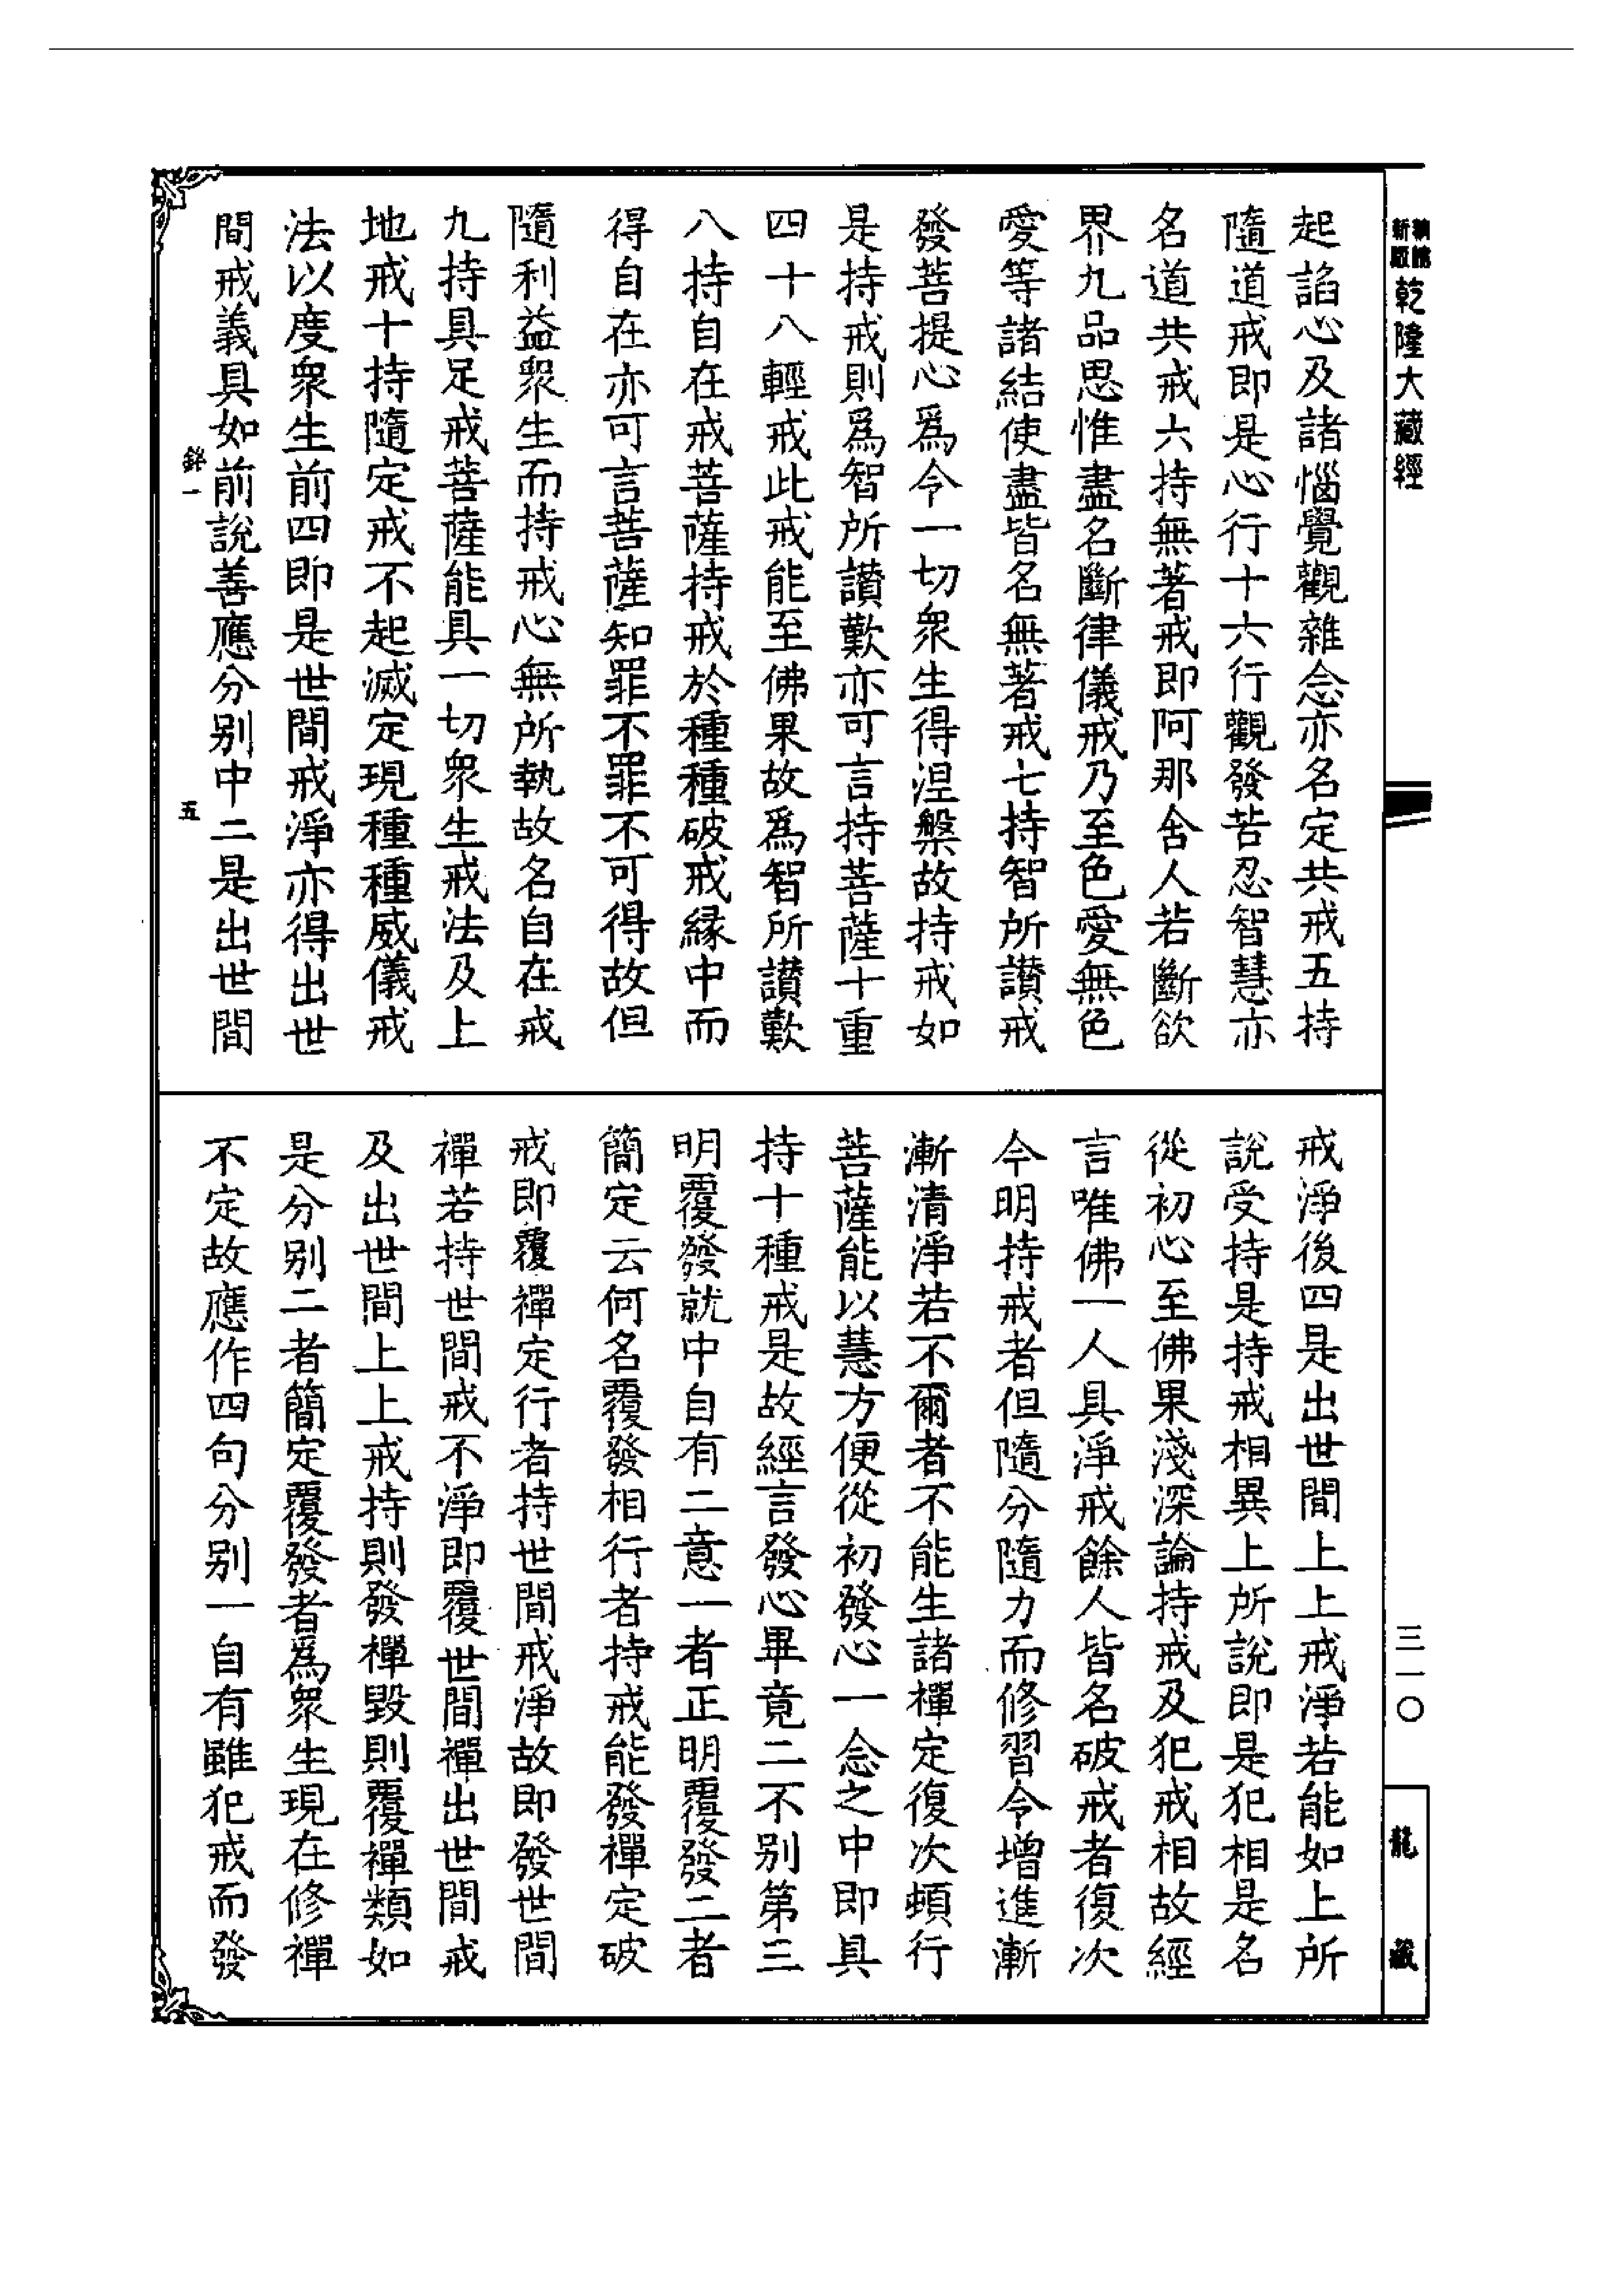 新版
乾隆大藏經
三一〇
龍藏
起諂心及諸惱覺觀雜念亦名定共戒五持
隨道戒即是心行十六行觀發苦忍智慧亦
名道共戒六持無著戒即阿那含人若斷欲
界九品思惟盡名斷律儀戒乃至色愛無色
愛等諸結使盡皆名無著戒七持智所讚戒
發菩提心為令一切眾生得涅槃故持戒如
是持戒則為智所讚歎亦可言持菩薩十重
四十八輕戒此戒能至佛果故為智所讚歎
八持自在戒菩薩持戒於種種破戒緣中而
得自在亦可言菩薩知罪不罪不可得故但
隨利益眾生而持戒心無所執故名自在戒
九持具足戒菩薩能具一切眾生戒法及上
地戒十持隨定戒不起滅定現種種威儀戒
法以度眾生前四即是世間戒淨亦得出世
間戒義具如前說善應分別中二是出世間
銘一
五
戒淨後四是出世間上上戒淨若能如上所
說受持是持戒相異上所說即是犯相是名
從初心至佛果淺深論持戒及犯戒相故經
言唯佛一人具淨戒餘人皆名破戒者復次
今明持戒者但隨分隨力而修習令增進漸
漸清淨若不爾者不能生諸禪定復次頓行
菩薩能以慧方便從初發心一念之中即具
持十種戒是故經言發心畢竟二不別第三
明覆發就中自有二意一者正明覆發二者
簡定云何名覆發相行者持戒能發禪定破
戒即覆禪定行者持世間戒淨故即發世間
禪若持世間戒不淨即覆世間禪出世間戒
及出世間上上戒持則發禪毀則覆禪類如
是分別二者簡定覆發者為眾生現在修禪
不定故應作四句分別一自有雖犯戒而發